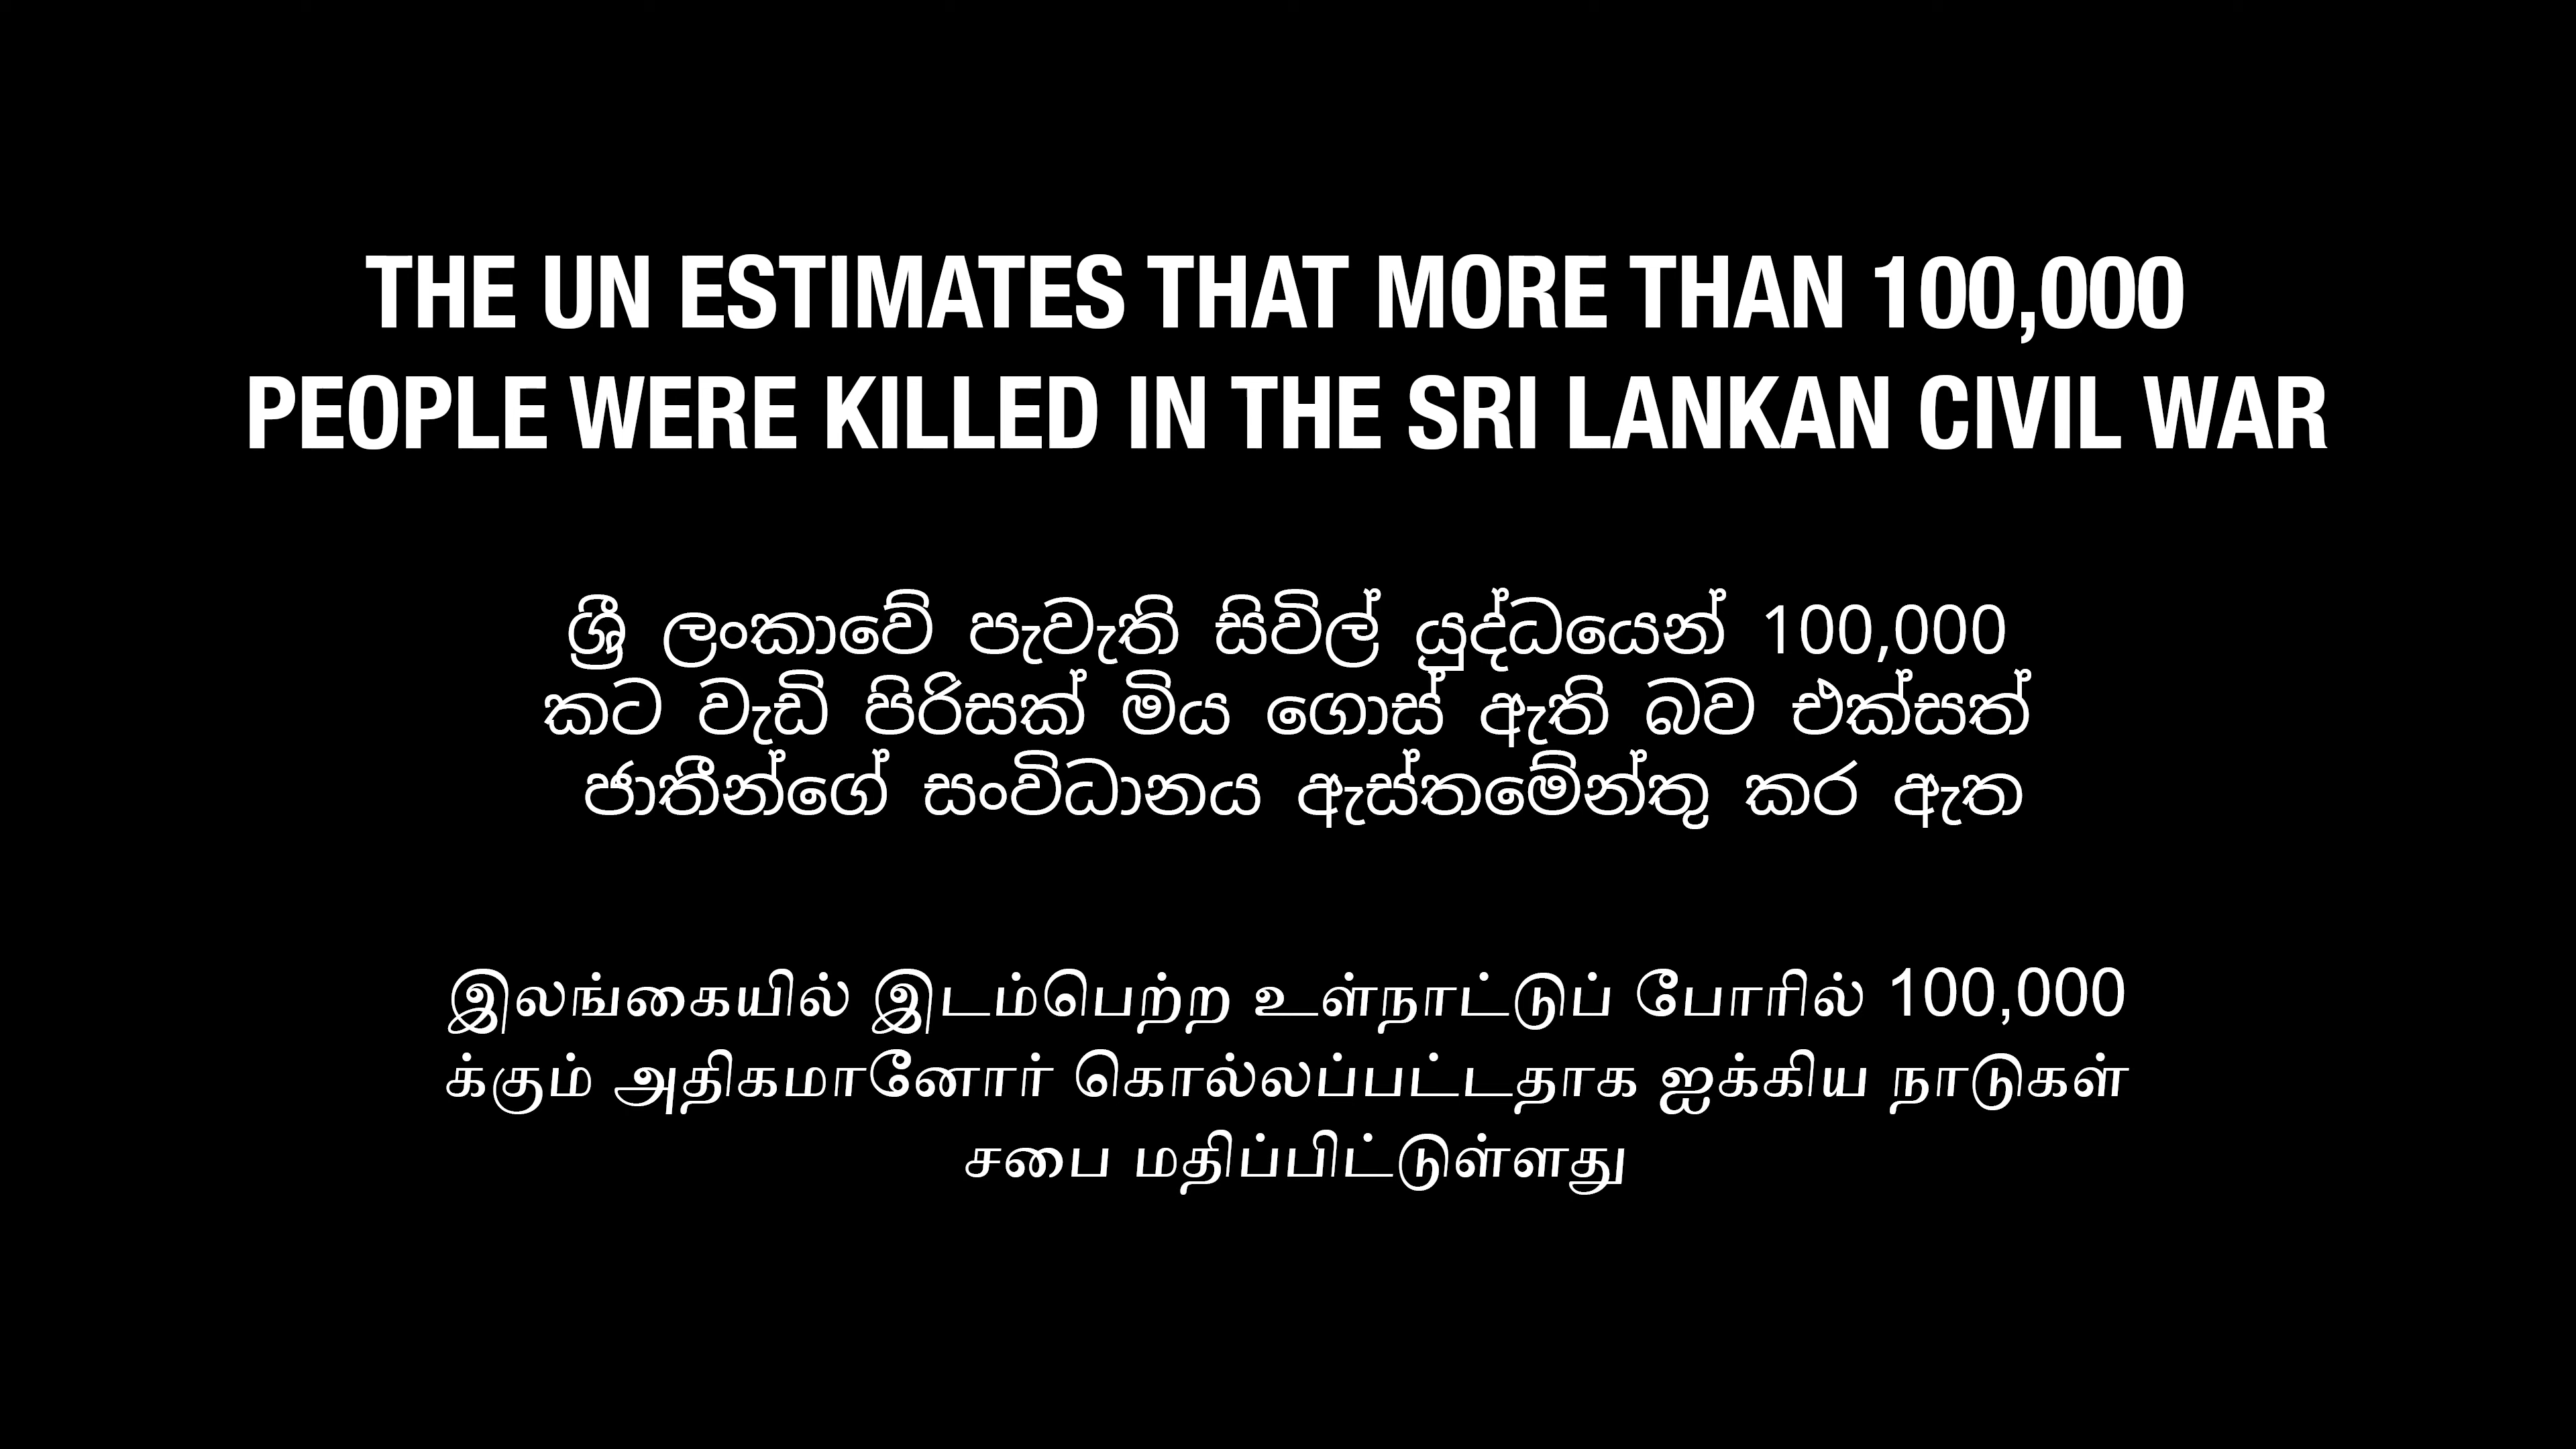 THE UN ESTIMATES THAT MORE THAN 100,000
PEOPLE WERE KILLED IN THE SRI LANKAN CIVIL WAR
ශ්‍රී ලංකාවේ පැවැති සිවිල් යුද්ධයෙන් 100,000
කට වැඩි පිරිසක් මිය ගොස් ඇති බව එක්සත්
ජාතීන්ගේ සංවිධානය ඇස්තමේන්තු කර ඇත
இலங்கையில் இடம்பெற்ற உள்நாட்டுப் போரில் 100,000
க்கும் அதிகமானோர் கொல்லப்பட்டதாக ஐக்கிய நாடுகள்
சபை மதிப்பிட்டுள்ளது